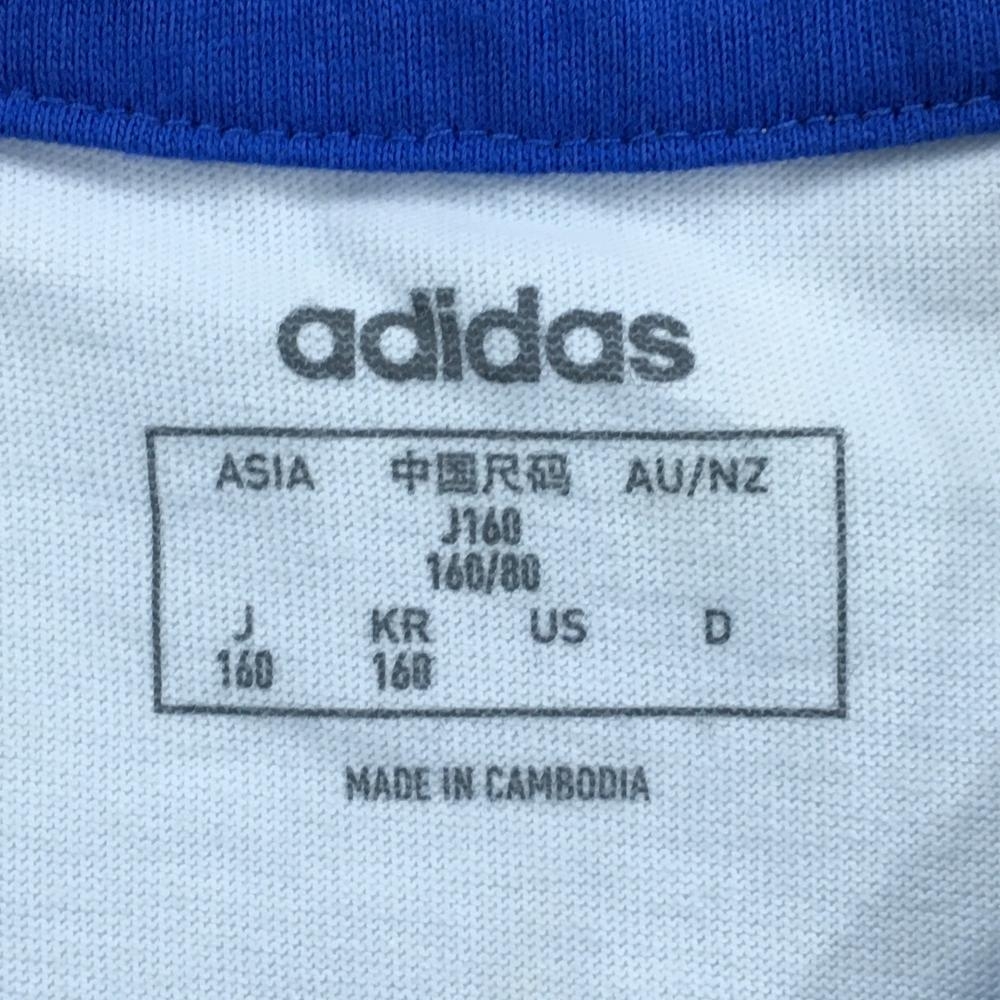 adidas
ASIA 中国尺码 AU/NZ
J160
160/80
J KR US D
160 160
MADE IN CAMBODIA